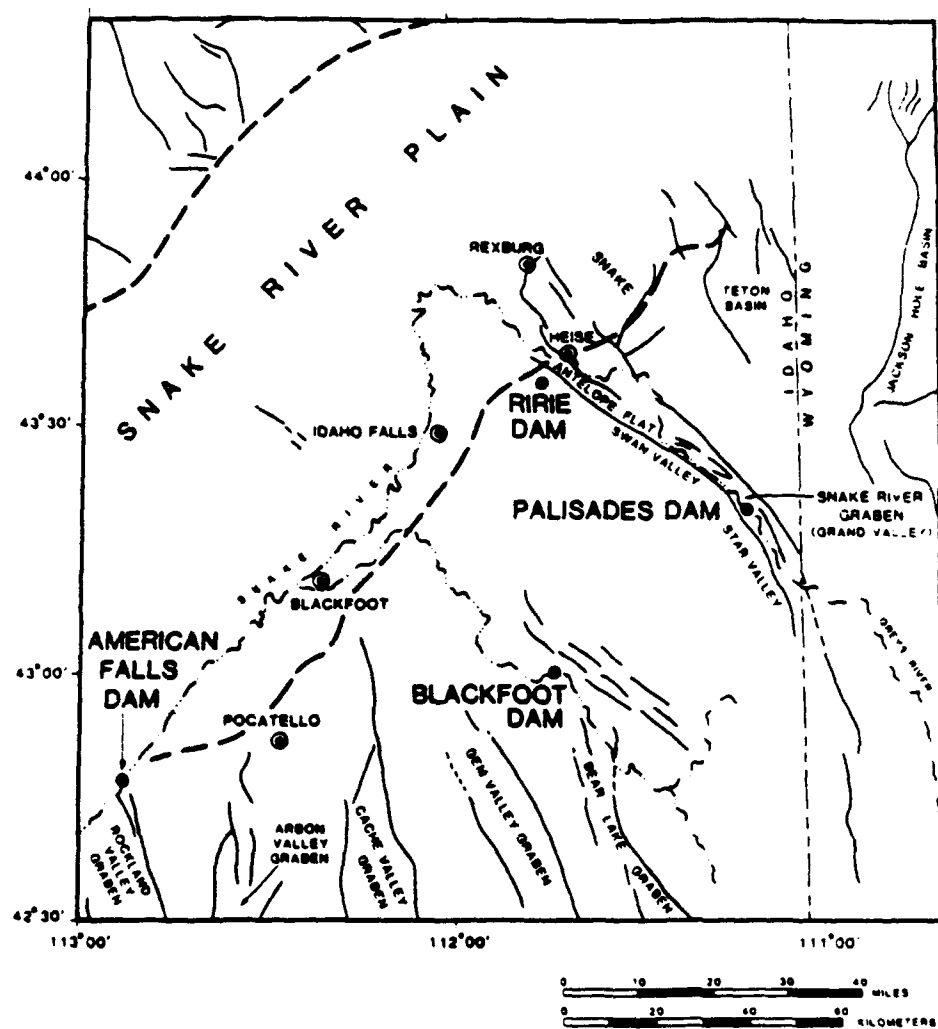 44°00'
43°30'
43°00'
42°30'
113°00'
112°00'
111°00'
SNAKE RIVER PLAIN
REXBURG
SNAKE
TETON
BASIN
IDAHO
WYOMING
JACKSON HOLE BASIN
HEISE
ANTELOPE FLAT
RIRIE
DAM
SWAN VALLEY
IDAHO FALLS
SNAKE RIVER
PALISADES DAM
SNAKE RIVER
GRABEN
(GRAND VALLEY)
STAR VALLEY
BLACKFOOT
GREYS RIVER
AMERICAN
FALLS
DAM
BLACKFOOT
DAM
POCATELLO
ROCKLAND
VALLEY
GRABEN
ARBON
VALLEY
GRABEN
CACHE VALLEY
GRABEN
GEM VALLEY GRABEN
BEAR LAKE GRABEN
0 10 20 30 40
MILES
0 20 40 60
KILOMETERS